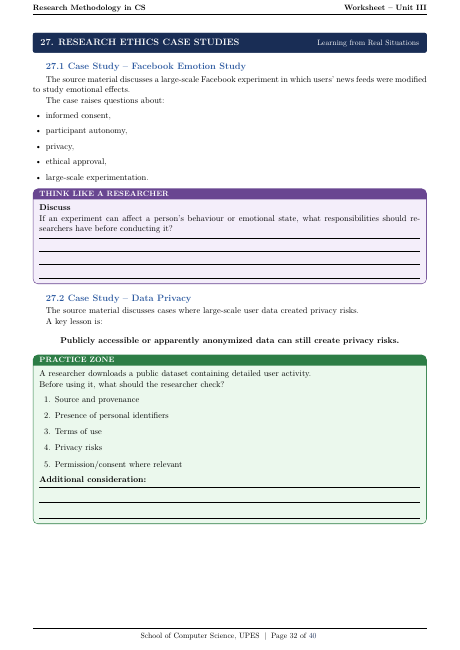 Research Methodology in CS
Worksheet – Unit III
27. RESEARCH ETHICS CASE STUDIES
Learning from Real Situations
27.1 Case Study – Facebook Emotion Study
The source material discusses a large-scale Facebook experiment in which users' news feeds were modified
to study emotional effects.
The case raises questions about:
• informed consent,
• participant autonomy,
• privacy,
• ethical approval,
• large-scale experimentation.
THINK LIKE A RESEARCHER
Discuss
If an experiment can affect a person's behaviour or emotional state, what responsibilities should re-
searchers have before conducting it?
27.2 Case Study – Data Privacy
The source material discusses cases where large-scale user data created privacy risks.
A key lesson is:
Publicly accessible or apparently anonymized data can still create privacy risks.
PRACTICE ZONE
A researcher downloads a public dataset containing detailed user activity.
Before using it, what should the researcher check?
1. Source and provenance
2. Presence of personal identifiers
3. Terms of use
4. Privacy risks
5. Permission/consent where relevant
Additional consideration:
School of Computer Science, UPES | Page 32 of 40